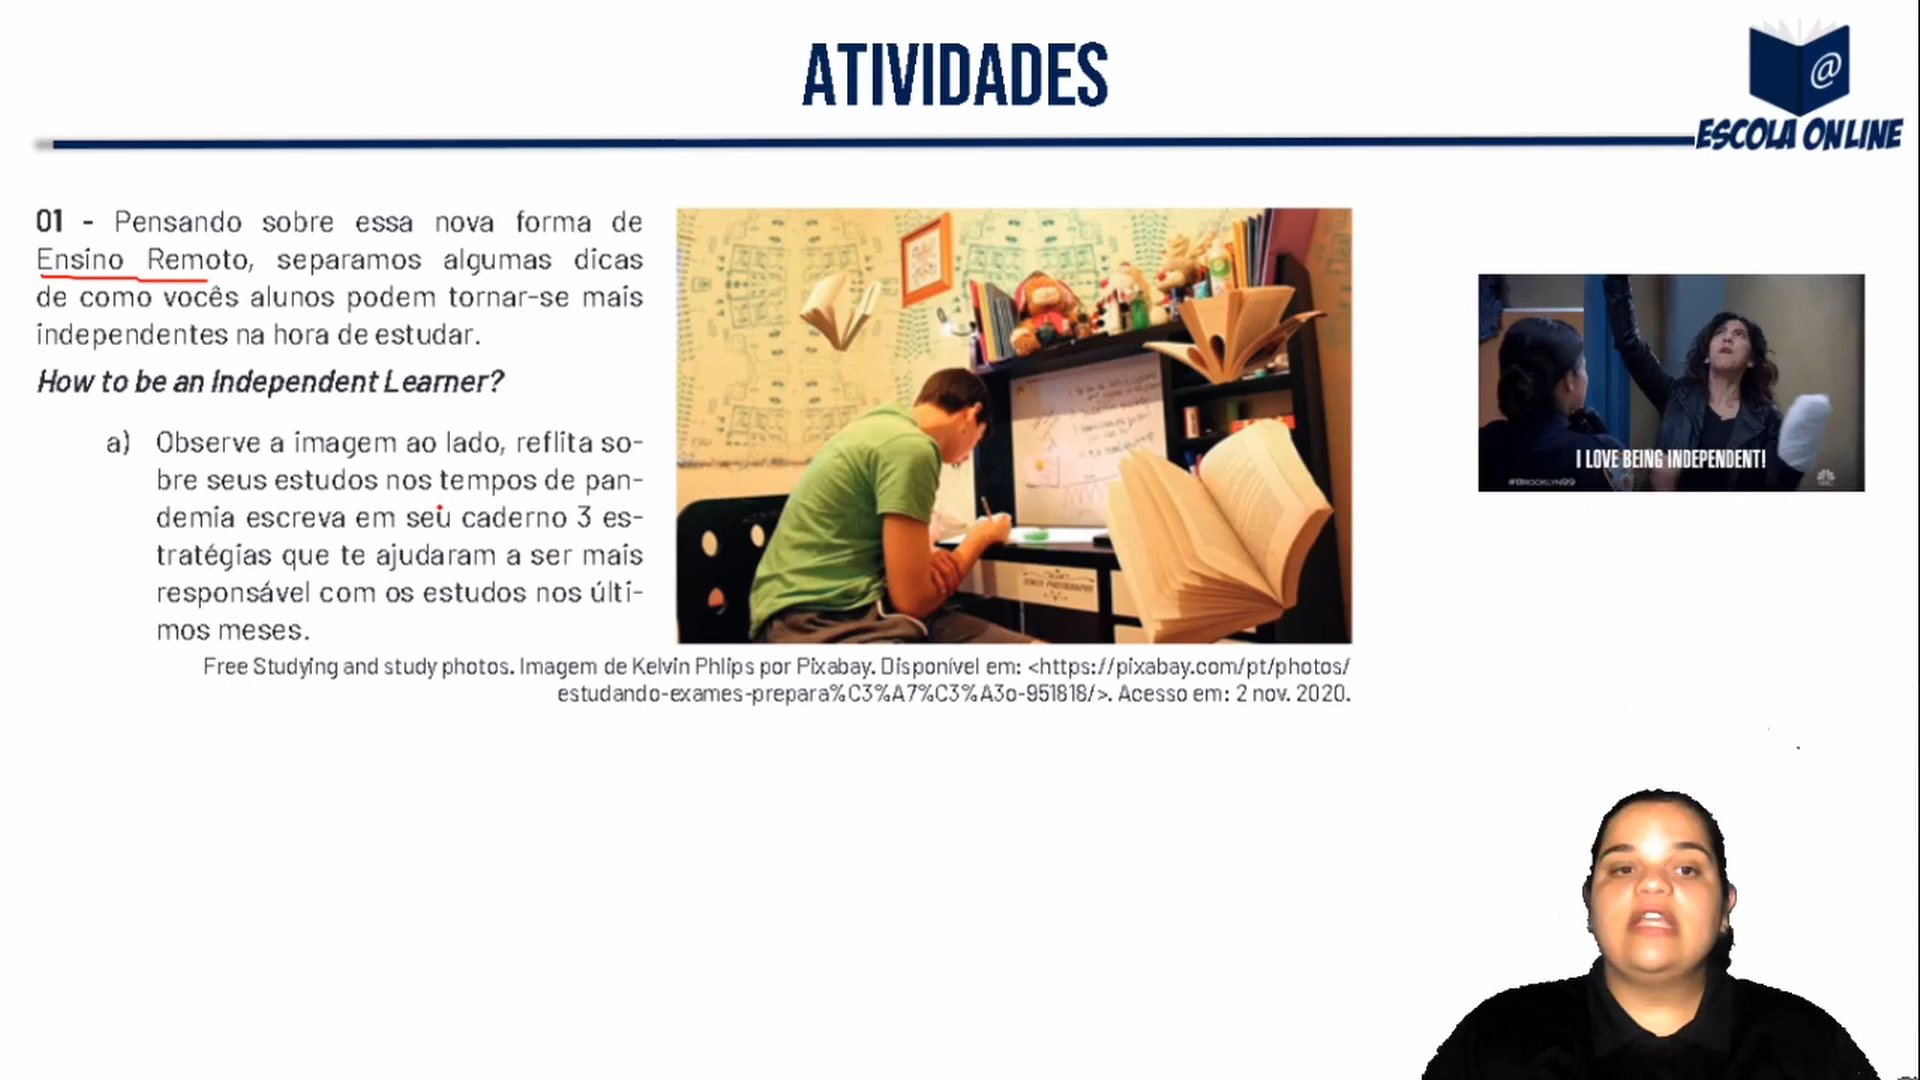 ATIVIDADES
@
ESCOLA ONLINE
01 - Pensando sobre essa nova forma de
Ensino Remoto, separamos algumas dicas
de como vocês alunos podem tornar-se mais
independentes na hora de estudar.
How to be an Independent Learner?
a) Observe a imagem ao lado, reflita so-
bre seus estudos nos tempos de pan-
demia escreva em seu caderno 3 es-
tratégias que te ajudaram a ser mais
responsável com os estudos nos últi-
mos meses.
Free Studying and study photos. Imagem de Kelvin Phlips por Pixabay. Disponível em: <https://pixabay.com/pt/photos/
estudando-exames-prepara%C3%A7%C3%A3o-951818/>. Acesso em: 2 nov. 2020.
I LOVE BEING INDEPENDENT!
#BROOKLYN99
NBC